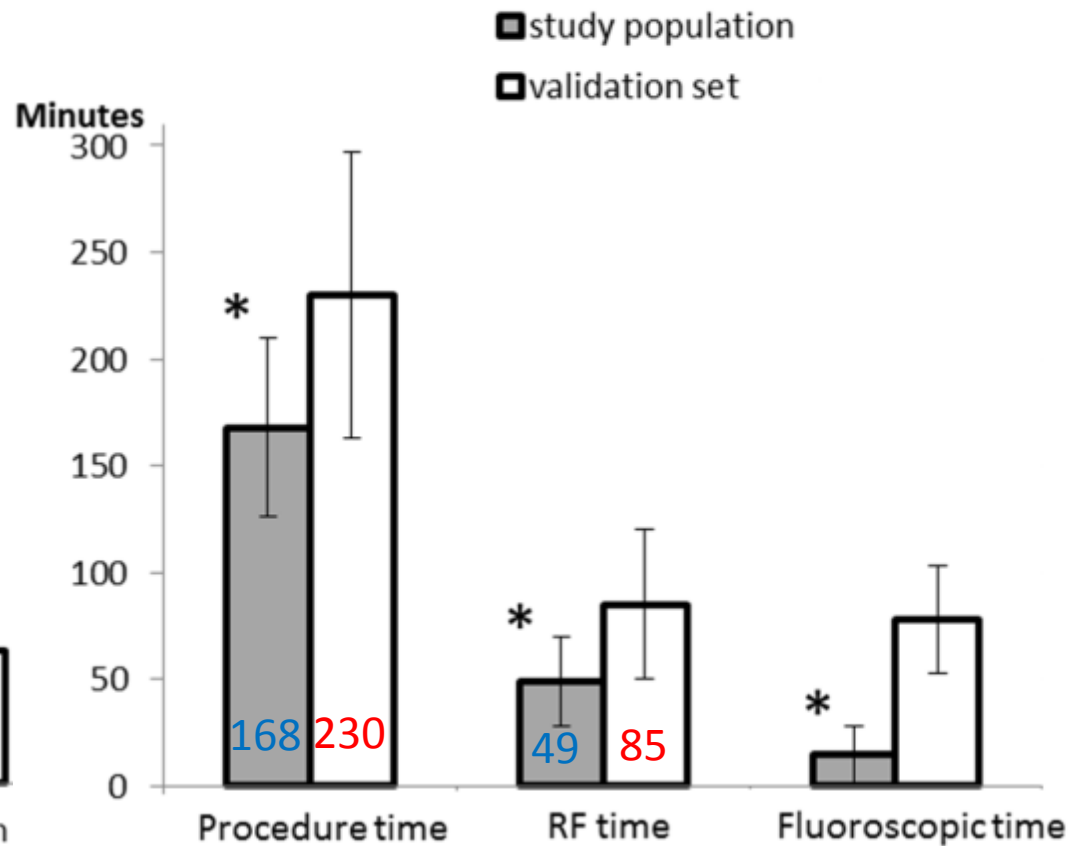 study population
validation set
Minutes
300
250
200
150
100
50
0
*
*
*
168 230
49 85
Procedure time RF time Fluoroscopic time
n